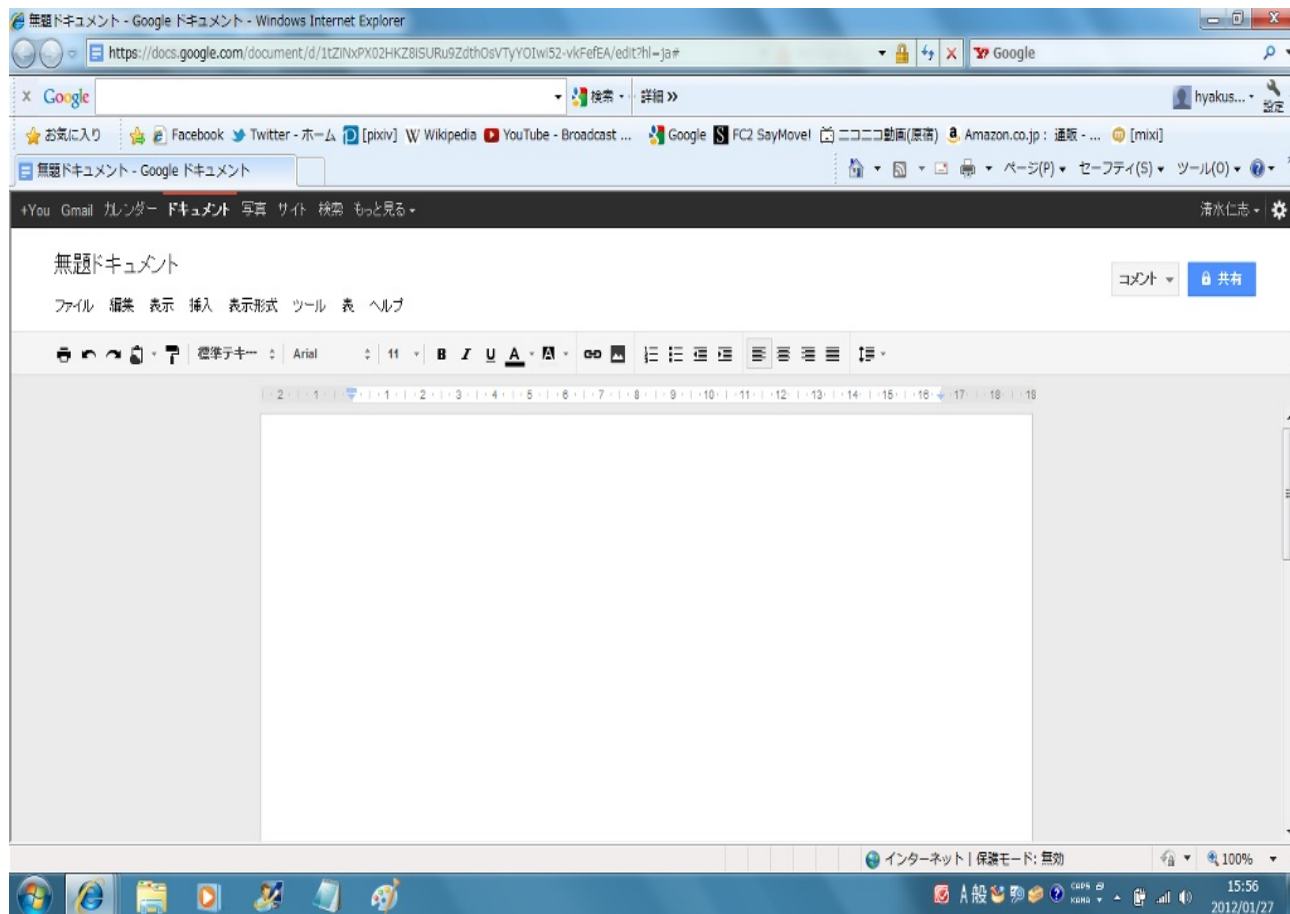 無題ドキュメント - Google ドキュメント - Windows Internet Explorer
https://docs.google.com/document/d/1tZINxPX02HKZ8ISURu9ZdthOsVTyYOIwi52-vkFefEA/edit?hl=ja#
Google
x Google 検索 詳細 » hyakus... 設定
お気に入り Facebook Twitter - ホーム [pixiv] Wikipedia YouTube - Broadcast ... Google FC2 SayMove! ニコニコ動画(原宿) Amazon.co.jp : 通販 - ... [mixi]
無題ドキュメント - Google ドキュメント ページ(P) セーフティ(S) ツール(O)
+You Gmail カレンダー ドキュメント 写真 サイト 検索 もっと見る 清水仁志
無題ドキュメント
コメント 共有
ファイル 編集 表示 挿入 表示形式 ツール 表 ヘルプ
標準テキ… Arial 11 B I U A A
2 1 1 2 3 4 5 6 7 8 9 10 11 12 13 14 15 16 17 18 19
インターネット | 保護モード: 無効 100%
A 般 CAPS KANA 15:56
2012/01/27